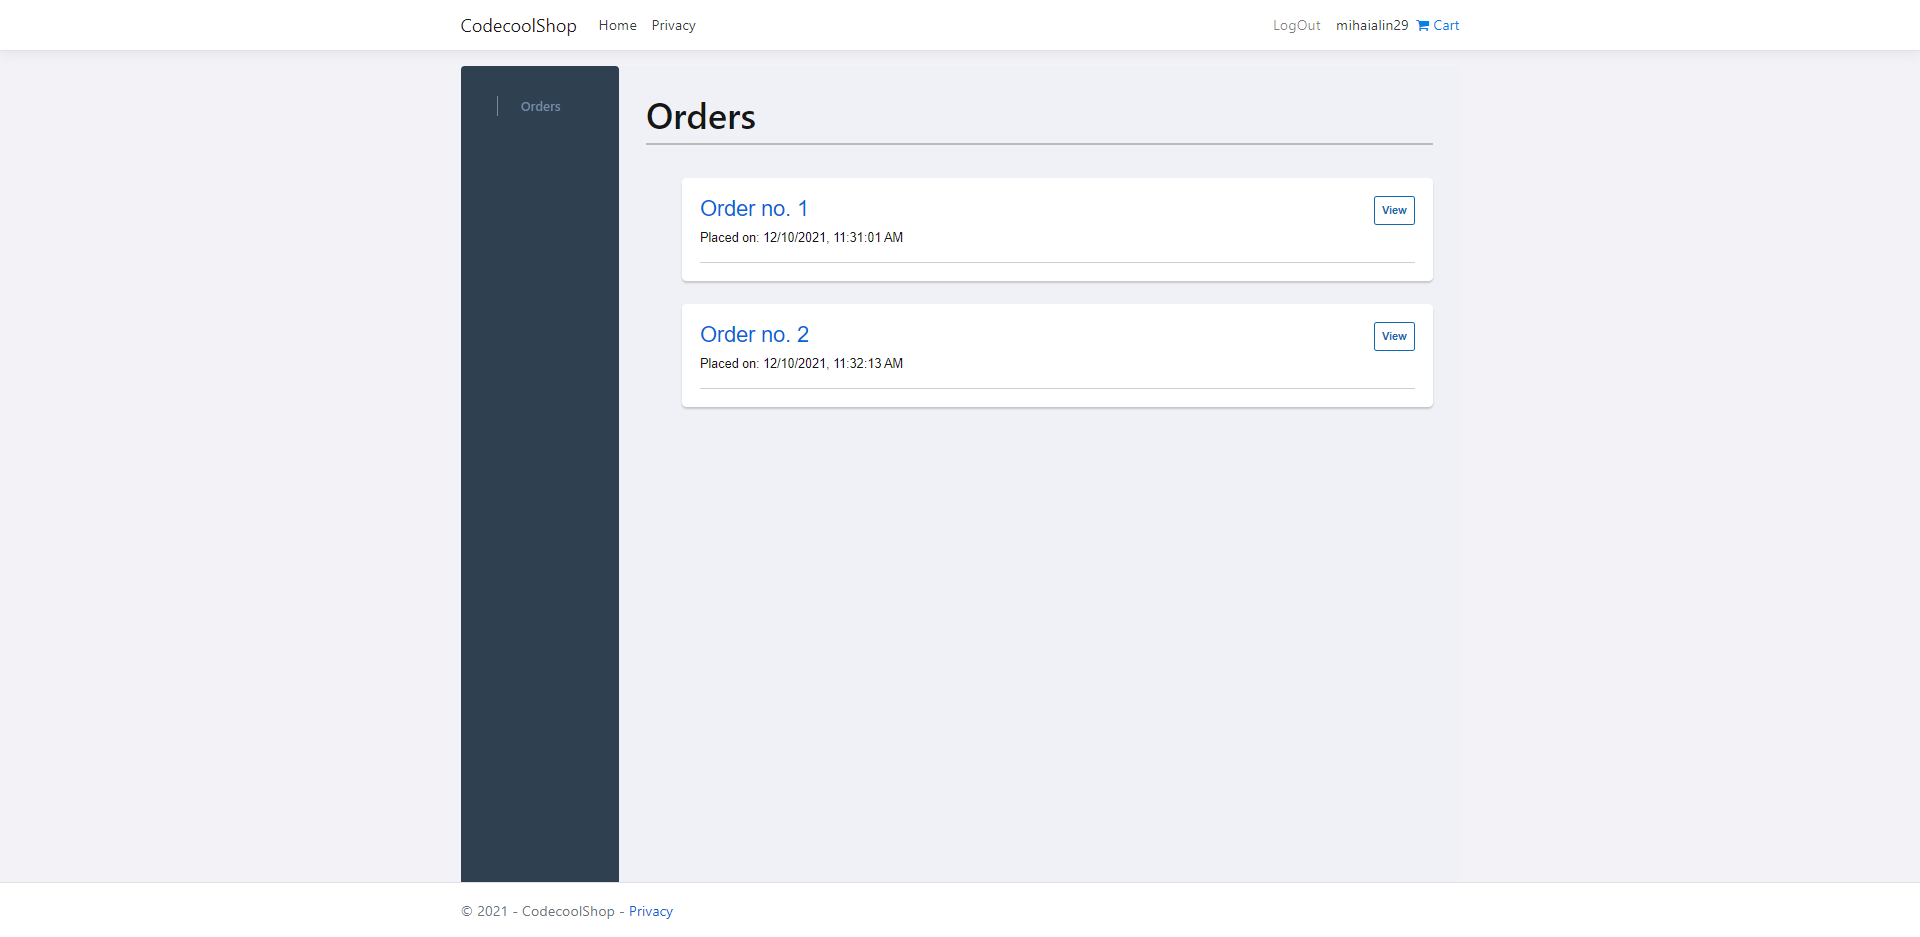 CodecoolShop Home Privacy LogOut mihaialin29 Cart
Orders
Orders
Order no. 1 View
Placed on: 12/10/2021, 11:31:01 AM
Order no. 2 View
Placed on: 12/10/2021, 11:32:13 AM
© 2021 - CodecoolShop - Privacy